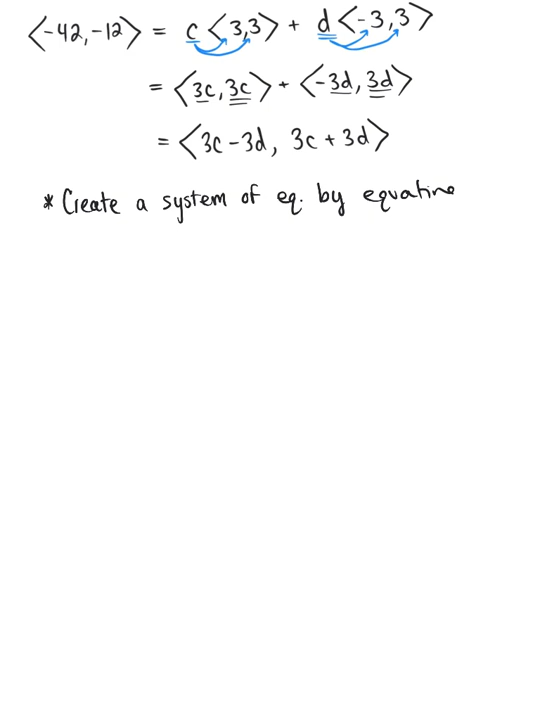 <-42,-12> = c<3,3> + d<-3,3>
= <3c,3c> + <-3d,3d>
= <3c-3d, 3c+3d>
* Create a system of eq. by equatine